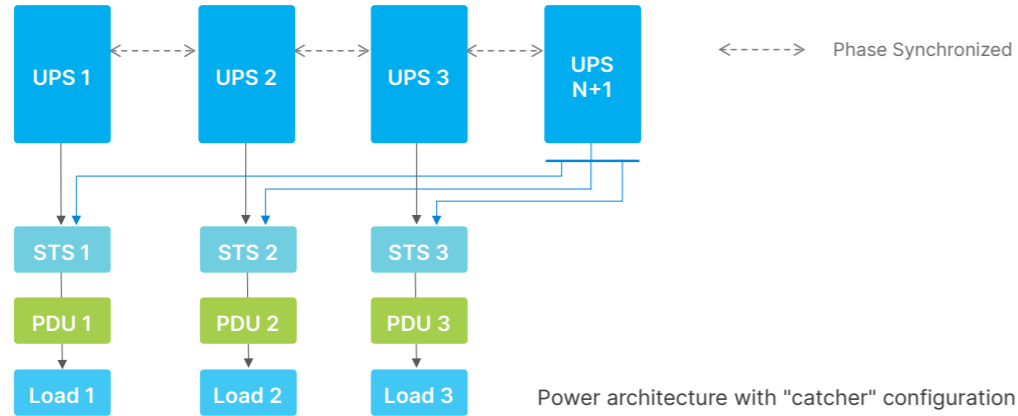 UPS 1
UPS 2
UPS 3
UPS
N+1
Phase Synchronized
STS 1
STS 2
STS 3
PDU 1
PDU 2
PDU 3
Load 1
Load 2
Load 3
Power architecture with "catcher" configuration